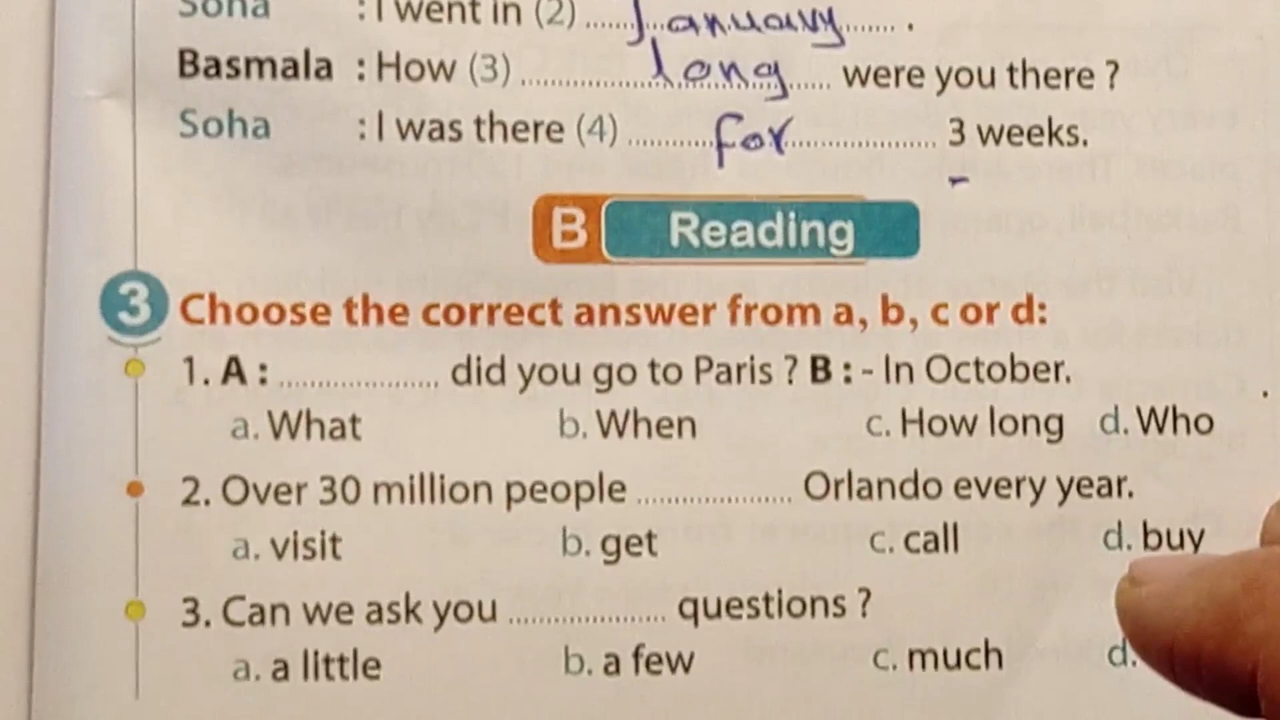 Soha : I went in (2) ........January........ .
Basmala : How (3) ..............long...... were you there ?
Soha : I was there (4) .........for............... 3 weeks.
B Reading
3 Choose the correct answer from a, b, c or d:
1. A : .................. did you go to Paris ? B : - In October.
a. What b. When c. How long d. Who
2. Over 30 million people .................. Orlando every year.
a. visit b. get c. call d. buy
3. Can we ask you .................. questions ?
a. a little b. a few c. much d.